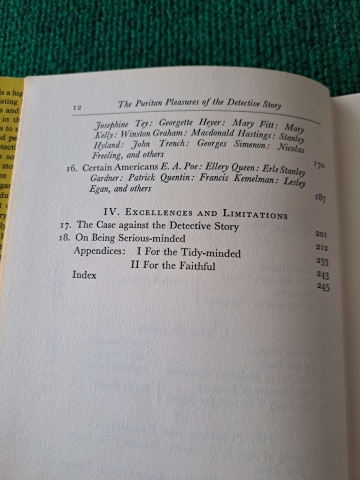 12 The Puritan Pleasures of the Detective Story
Josephine Tey: Georgette Heyer: Mary Fitt: Mary
Kelly: Winston Graham: Macdonald Hastings: Stanley
Hyland: John Trench: Georges Simenon: Nicolas
Freeling, and others 170
16. Certain Americans E. A. Poe: Ellery Queen: Erle Stanley
Gardner: Patrick Quentin: Francis Kemelman: Lesley
Egan, and others 187
IV. Excellences and Limitations
17. The Case against the Detective Story 201
18. On Being Serious-minded 212
Appendices: I For the Tidy-minded 233
II For the Faithful 243
Index 245